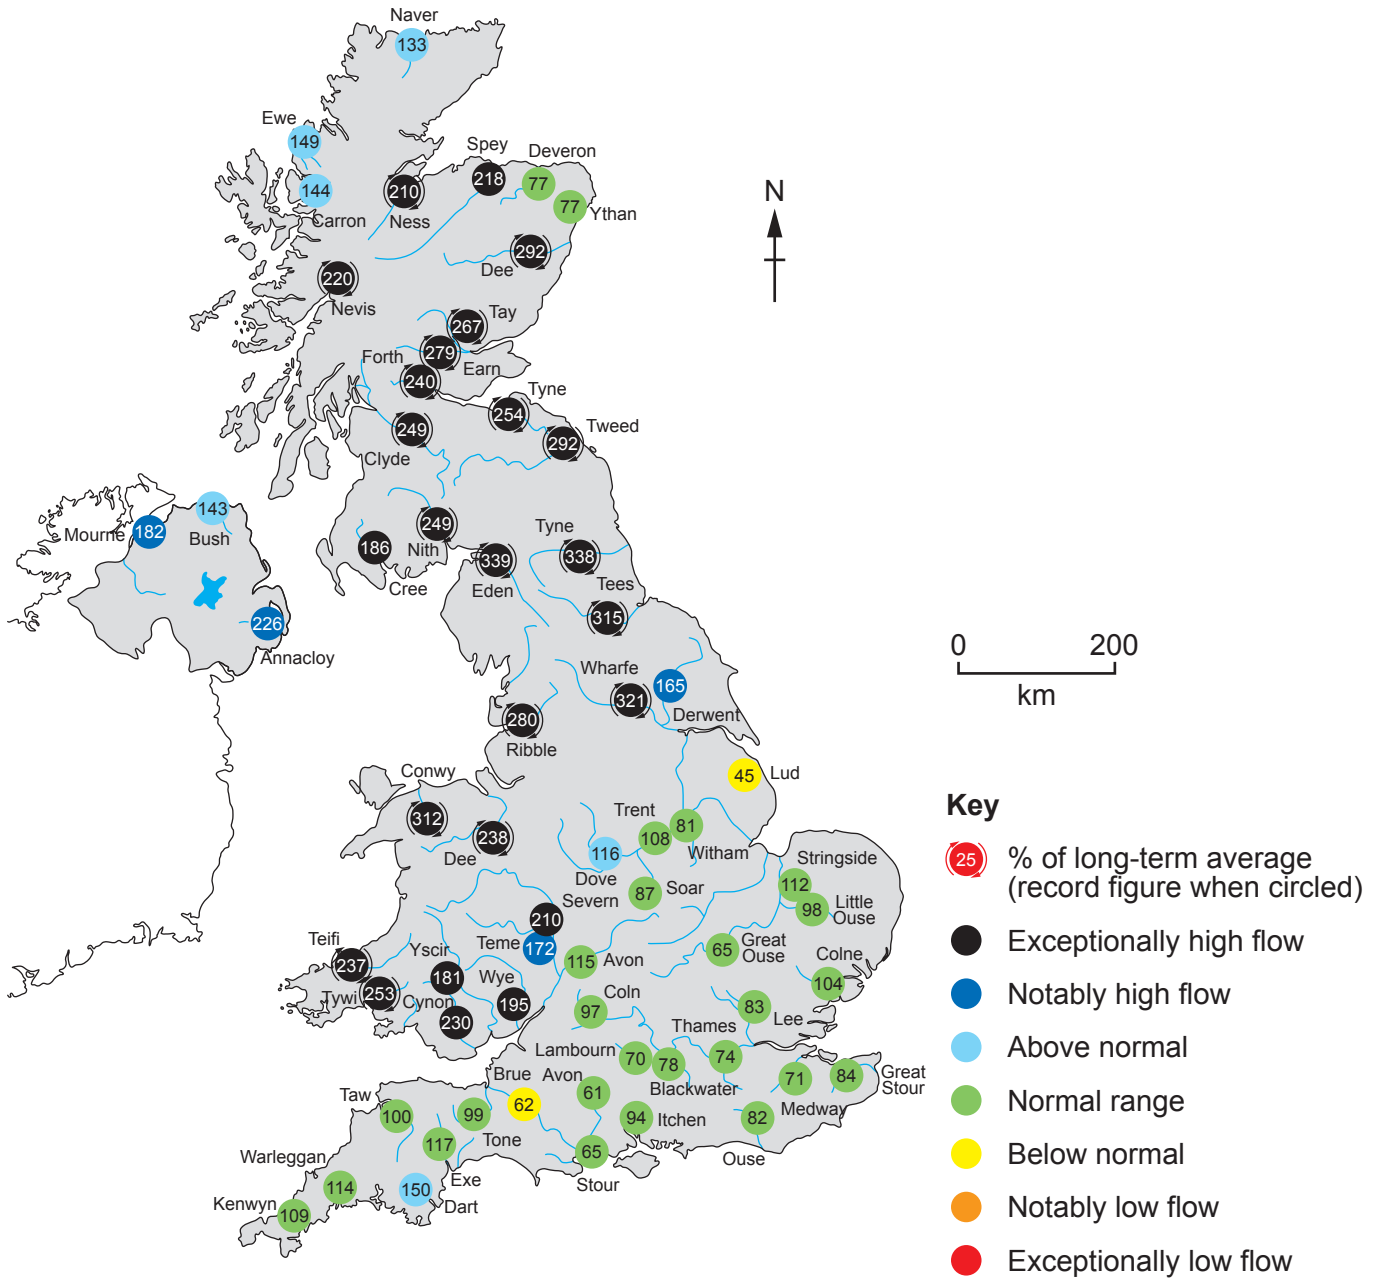 Naver
133
Ewe
149
144
Carron
210
Ness
Spey
218
Deveron
77
77
Ythan
N
292
Dee
220
Nevis
267
Tay
279
Earn
Forth
240
Tyne
254
Tweed
292
249
Clyde
143
Bush
Mourne
182
226
Annacloy
249
Nith
186
Cree
339
Eden
Tyne
338
Tees
315
Wharfe
321
165
Derwent
280
Ribble
0 200
km
45
Lud
Conwy
312
238
Dee
Trent
108
81
Witham
116
Dove
87
Soar
Stringside
112
98
Little
Ouse
Severn
210
Teme
172
115
Avon
65
Great
Ouse
Colne
104
Teifi
237
Tywi
253
Yscir
181
Cynon
230
Wye
195
Coln
97
83
Lee
Thames
74
Lambourn
70
78
Blackwater
71
Medway
84
Great
Stour
Brue
62
Avon
61
94
Itchen
82
Ouse
65
Stour
Taw
100
99
Tone
117
Exe
150
Dart
Warleggan
114
Kenwyn
109
Key
25 % of long-term average
(record figure when circled)
Exceptionally high flow
Notably high flow
Above normal
Normal range
Below normal
Notably low flow
Exceptionally low flow